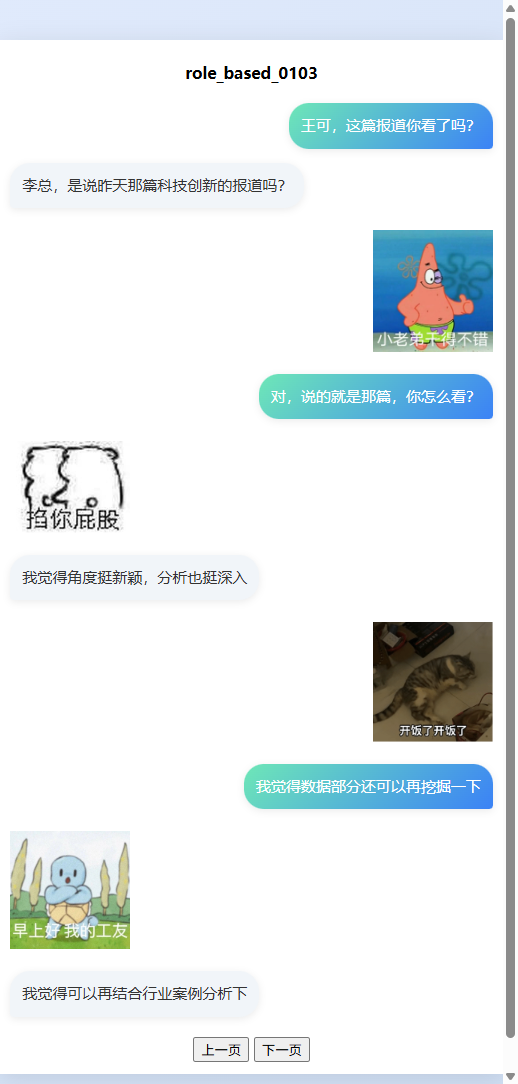 role_based_0103
王可，这篇报道你看了吗？
李总，是说昨天那篇科技创新的报道吗？
小老弟干得不错
对，说的就是那篇，你怎么看？
掐你屁股
我觉得角度挺新颖，分析也挺深入
开饭了开饭了
我觉得数据部分还可以再挖掘一下
早上好 我的工友
我觉得可以再结合行业案例分析下
上一页 下一页